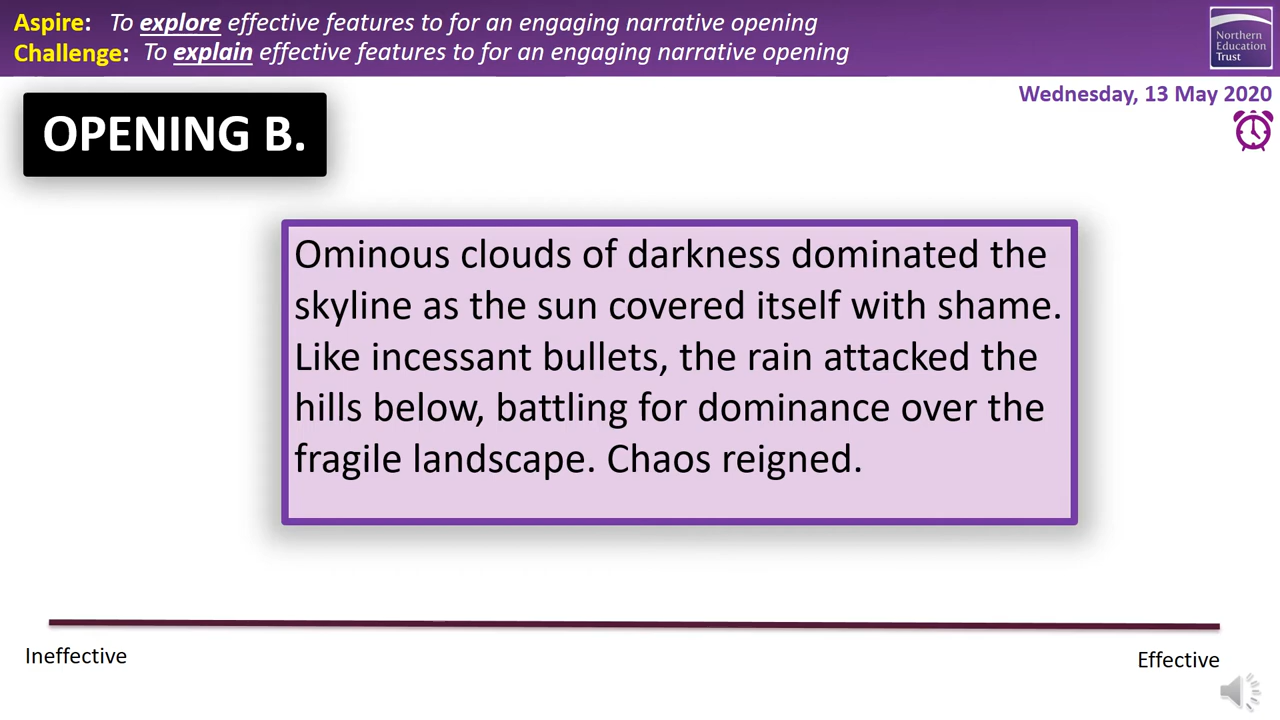 Aspire: To explore effective features to for an engaging narrative opening
Challenge: To explain effective features to for an engaging narrative opening
Northern
Education
Trust
Wednesday, 13 May 2020
OPENING B.
Ominous clouds of darkness dominated the
skyline as the sun covered itself with shame.
Like incessant bullets, the rain attacked the
hills below, battling for dominance over the
fragile landscape. Chaos reigned.
Ineffective
Effective